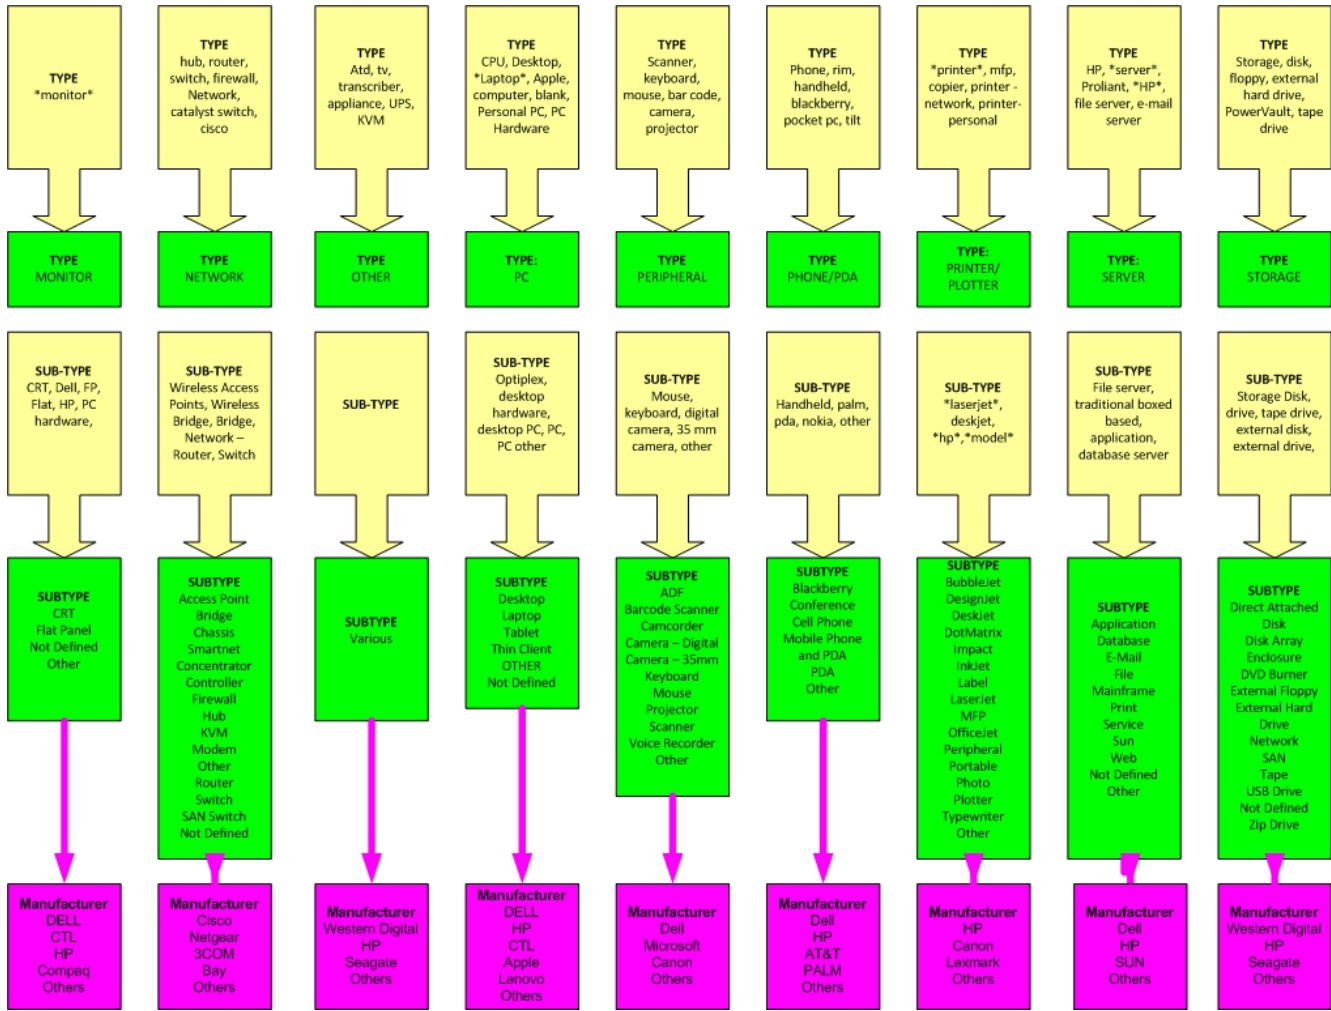 TYPE
*monitor*
TYPE
hub, router,
switch, firewall,
Network,
catalyst switch,
cisco
TYPE
Atd, tv,
transcriber,
appliance, UPS,
KVM
TYPE
CPU, Desktop,
*Laptop*, Apple,
computer, blank,
Personal PC, PC
Hardware
TYPE
Scanner,
keyboard,
mouse, bar code,
camera,
projector
TYPE
Phone, rim,
handheld,
blackberry,
pocket pc, tilt
TYPE
*printer*, mfp,
copier, printer -
network, printer-
personal
TYPE
HP, *server*,
Proliant, *HP*,
file server, e-mail
server
TYPE
Storage, disk,
floppy, external
hard drive,
PowerVault, tape
drive
TYPE
MONITOR
TYPE
NETWORK
TYPE
OTHER
TYPE:
PC
TYPE
PERIPHERAL
TYPE
PHONE/PDA
TYPE:
PRINTER/
PLOTTER
TYPE:
SERVER
TYPE
STORAGE
SUB-TYPE
CRT, Dell, FP,
Flat, HP, PC
hardware,
SUB-TYPE
Wireless Access
Points, Wireless
Bridge, Bridge,
Network –
Router, Switch
SUB-TYPE
SUB-TYPE
Optiplex,
desktop
hardware,
desktop PC, PC,
PC other
SUB-TYPE
Mouse,
keyboard, digital
camera, 35 mm
camera, other
SUB-TYPE
Handheld, palm,
pda, nokia, other
SUB-TYPE
*laserjet*,
deskjet,
*hp*,*model*
SUB-TYPE
File server,
traditional boxed
based,
application,
database server
SUB-TYPE
Storage Disk,
drive, tape drive,
external disk,
external drive,
SUBTYPE
CRT
Flat Panel
Not Defined
Other
SUBTYPE
Access Point
Bridge
Chassis
Smartnet
Concentrator
Controller
Firewall
Hub
KVM
Modem
Other
Router
Switch
SAN Switch
Not Defined
SUBTYPE
Various
SUBTYPE
Desktop
Laptop
Tablet
Thin Client
OTHER
Not Defined
SUBTYPE
ADF
Barcode Scanner
Camcorder
Camera – Digital
Camera – 35mm
Keyboard
Mouse
Projector
Scanner
Voice Recorder
Other
SUBTYPE
Blackberry
Conference
Cell Phone
Mobile Phone
and PDA
PDA
Other
SUBTYPE
BubbleJet
DesignJet
DeskJet
DotMatrix
Impact
InkJet
Label
LaserJet
MFP
OfficeJet
Peripheral
Portable
Photo
Plotter
Typewriter
Other
SUBTYPE
Application
Database
E-Mail
File
Mainframe
Print
Service
Sun
Web
Not Defined
Other
SUBTYPE
Direct Attached
Disk
Disk Array
Enclosure
DVD Burner
External Floppy
External Hard
Drive
Network
SAN
Tape
USB Drive
Not Defined
Zip Drive
Manufacturer
DELL
CTL
HP
Compaq
Others
Manufacturer
Cisco
Netgear
3COM
Bay
Others
Manufacturer
Western Digital
HP
Seagate
Others
Manufacturer
DELL
HP
CTL
Apple
Lenovo
Others
Manufacturer
Dell
Microsoft
Canon
Others
Manufacturer
Dell
HP
AT&T
PALM
Others
Manufacturer
HP
Canon
Lexmark
Others
Manufacturer
Dell
HP
SUN
Others
Manufacturer
Western Digital
HP
Seagate
Others